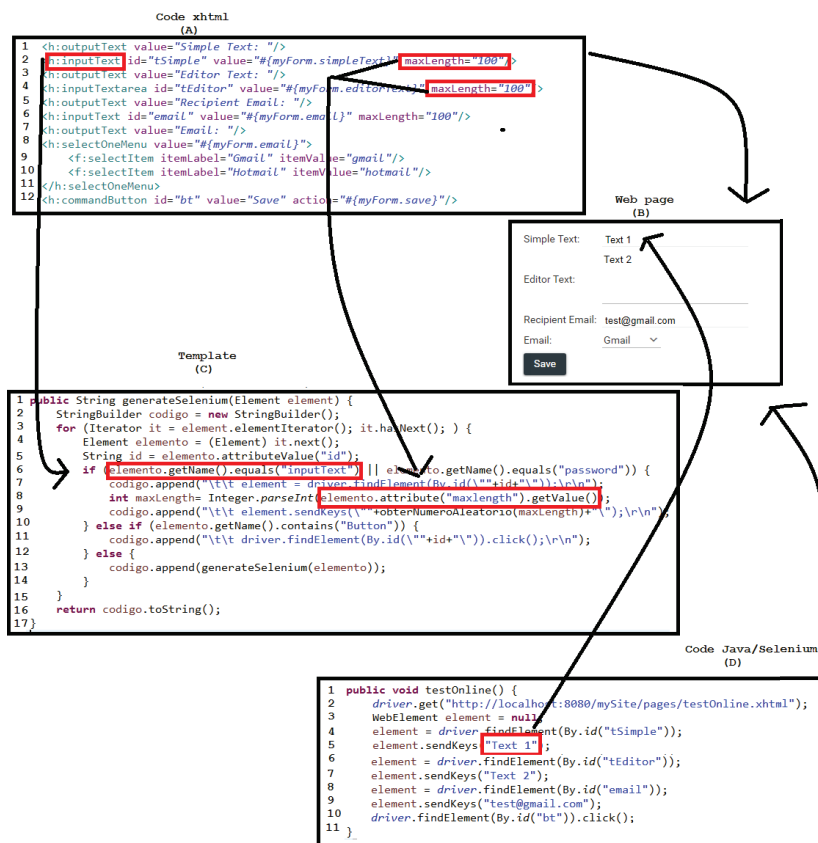 Code xhtml
(A)
1 <h:outputText value="Simple Text: "/>
2 <h:inputText id="tSimple" value="#{myForm.simpleText}" maxLength="100"/>
3 <h:outputText value="Editor Text: "/>
4 <h:inputTextarea id="tEditor" value="#{myForm.editorText}" maxLength="100" >
5 <h:outputText value="Recipient Email: "/>
6 <h:inputText id="email" value="#{myForm.email}" maxLength="100"/>
7 <h:outputText value="Email: "/>
8 <h:selectOneMenu value="#{myForm.email}">
9 <f:selectItem itemLabel="Gmail" itemValue="gmail"/>
10 <f:selectItem itemLabel="Hotmail" itemValue="hotmail"/>
11 </h:selectOneMenu>
12 <h:commandButton id="bt" value="Save" action="#{myForm.save}"/>
Web page
(B)
Simple Text: Text 1
Text 2
Editor Text:
Recipient Email: test@gmail.com
Email: Gmail
Save
Template
(C)
1 public String generateSelenium(Element element) {
2 StringBuilder codigo = new StringBuilder();
3 for (Iterator it = element.elementIterator(); it.hasNext(); ) {
4 Element elemento = (Element) it.next();
5 String id = elemento.attributeValue("id");
6 if (elemento.getName().equals("inputText") || elemento.getName().equals("password")) {
7 codigo.append("\t\t element = driver.findElement(By.id(\""+id+"\"));\r\n");
8 int maxLength= Integer.parseInt(elemento.attribute("maxlength").getValue());
9 codigo.append("\t\t element.sendKeys(\""+obterNumeroAleatorio(maxLength)+"\");\r\n");
10 } else if (elemento.getName().contains("Button")) {
11 codigo.append("\t\t driver.findElement(By.id(\""+id+"\")).click();\r\n");
12 } else {
13 codigo.append(generateSelenium(elemento));
14 }
15 }
16 return codigo.toString();
17 }
Code Java/Selenium
(D)
1 public void testOnline() {
2 driver.get("http://localhost:8080/mySite/pages/testOnline.xhtml");
3 WebElement element = null;
4 element = driver.findElement(By.id("tSimple"));
5 element.sendKeys("Text 1");
6 element = driver.findElement(By.id("tEditor"));
7 element.sendKeys("Text 2");
8 element = driver.findElement(By.id("email"));
9 element.sendKeys("test@gmail.com");
10 driver.findElement(By.id("bt")).click();
11 }